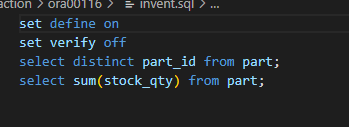 action > ora00116 > invent.sql > ...
set define on
set verify off
select distinct part_id from part;
select sum(stock_qty) from part;